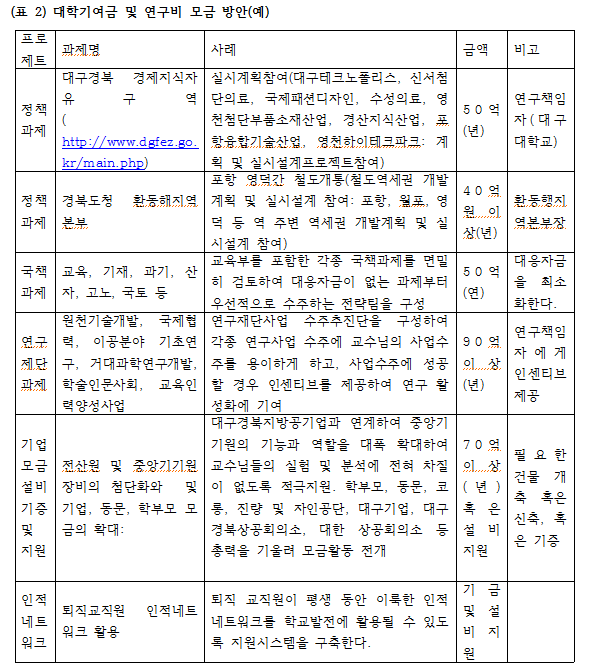 (표 2) 대학기여금 및 연구비 모금 방안(예)
프로
젝트
과제명
사례
금액
비고
정책
과제
대구경북 경제지식자
유구역
(
http://www.dgfez.go.
kr/main.php)
실시계획참여(대구테크노폴리스, 신서첨
단의료, 국제패션디자인, 수성의료, 영
천첨단부품소재산업, 경산지식산업, 포
항융합기술산업, 영천하이테크파크: 계
획 및 실시설계프로젝트참여)
50억
(년)
연구책임
자(대구
대학교)
정책
과제
경북도청 환동해지역
본부
포항 영덕간 철도개통(철도역세권 개발
계획 및 실시설계 참여: 포항, 월포, 영
덕 등 역 주변 역세권 개발계획 및 실
시설계 참여)
40억
원 이
상(년)
환동해지
역본부장
국책
과제
교육, 기재, 과기, 산
자, 고노, 국토 등
교육부를 포함한 각종 국책과제를 면밀
히 검토하여 대응자금이 없는 과제부터
우선적으로 수주하는 전략팀을 구성
50억
(연)
대응자금
을 최소
화한다.
연구
재단
과제
원천기술개발, 국제협
력, 이공분야 기초연
구, 거대과학연구개발,
학술인문사회, 교육인
력양성사업
연구재단사업 수주추진단을 구성하여
각종 연구사업 수주에 교수님의 사업수
주를 용이하게 하고, 사업수주에 성공
할 경우 인센티브를 제공하여 연구 활
성화에 기여
90억
이상
(년)
연구책임
자에게
인센티브
제공
기업
모금
설비
기증
및
지원
전산원 및 중앙기기원
장비의 첨단화와 및
기업, 동문, 학부모 모
금의 확대:
대구경북지방공기업과 연계하여 중앙기
기원의 기능과 역할을 대폭 확대하여
교수님들의 실험 및 분석에 전혀 차질
이 없도록 적극지원. 학부모, 동문, 코
롱, 진량 및 자인공단, 대구기업, 대구
경북상공회의소, 대한 상공회의소 등
총력을 기울려 모금활동 전개
70억
이상
(년)
혹은
설비
지원
필요한
건물 개
축 혹은
신축, 혹
은 기증
인적
네트
워크
퇴직교직원 인적네트
워크 활용
퇴직 교직원이 평생 동안 이룩한 인적
네트워크를 학교발전에 활용될 수 있도
록 지원시스템을 구축한다.
기금
및 설
비 지
원